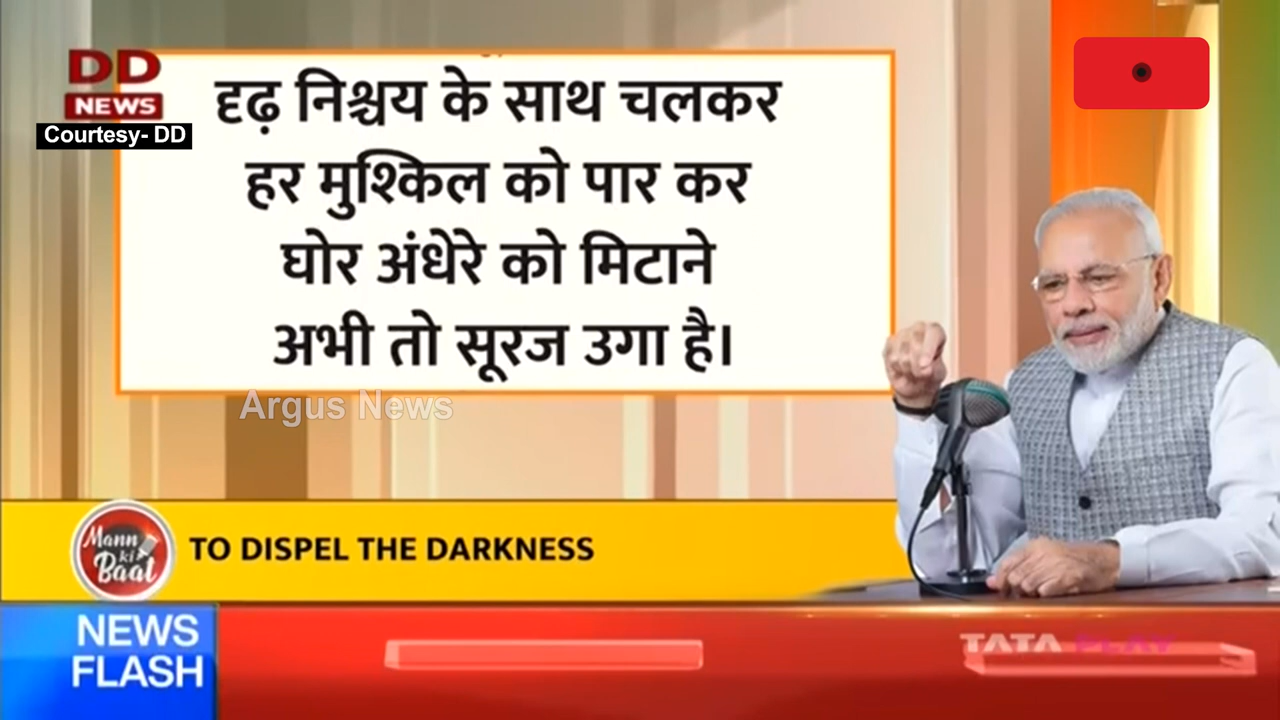 DD
NEWS
Courtesy- DD
दृढ़ निश्चय के साथ चलकर
हर मुश्किल को पार कर
घोर अंधेरे को मिटाने
अभी तो सूरज उगा है।
Argus News
Mann
ki
Baat
TO DISPEL THE DARKNESS
NEWS
FLASH
TATA PLAY